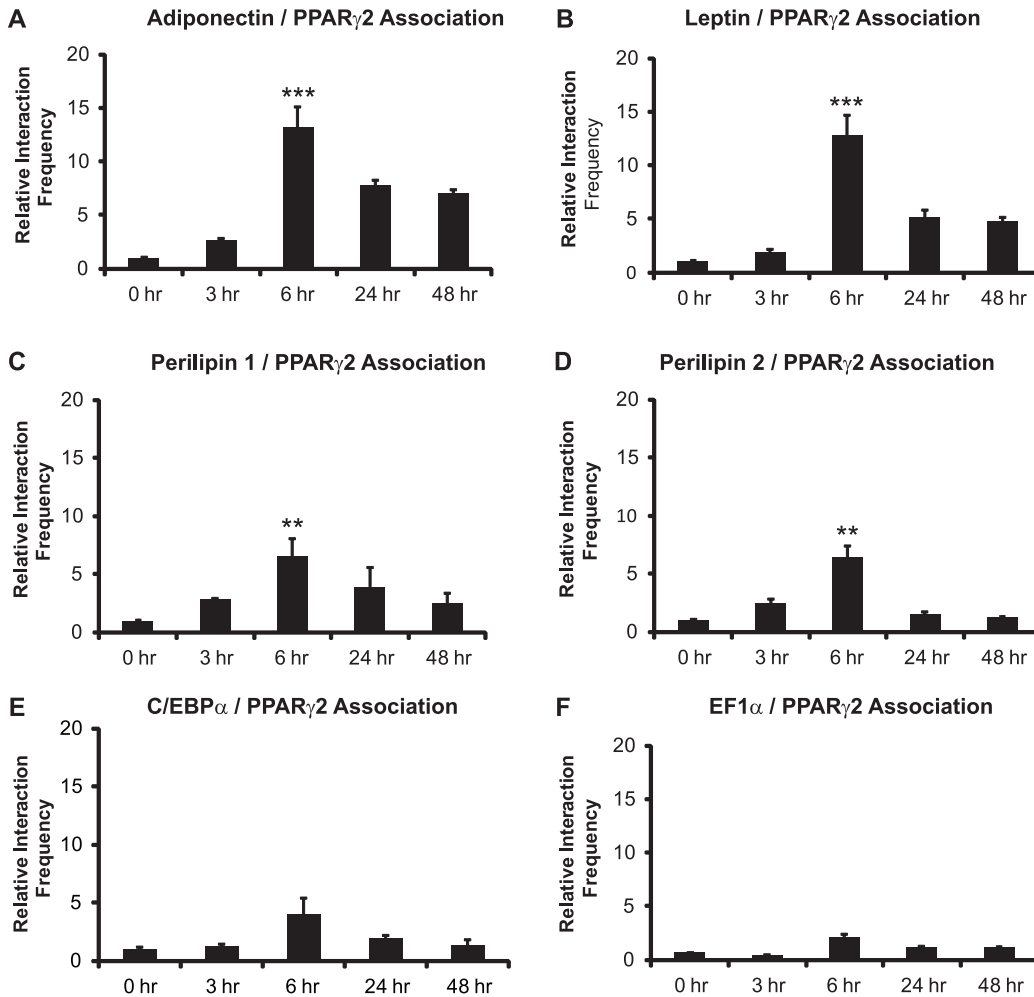 A
Adiponectin / PPARγ2 Association
Relative Interaction
Frequency
20
15
10
5
0
***
0 hr 3 hr 6 hr 24 hr 48 hr
B
Leptin / PPARγ2 Association
Relative Interaction
Frequency
20
15
10
5
0
***
0 hr 3 hr 6 hr 24 hr 48 hr
C
Perilipin 1 / PPARγ2 Association
Relative Interaction
Frequency
20
15
10
5
0
**
0 hr 3 hr 6 hr 24 hr 48 hr
D
Perilipin 2 / PPARγ2 Association
Relative Interaction
Frequency
20
15
10
5
0
**
0 hr 3 hr 6 hr 24 hr 48 hr
E
C/EBPα / PPARγ2 Association
Relative Interaction
Frequency
20
15
10
5
0
0 hr 3 hr 6 hr 24 hr 48 hr
F
EF1α / PPARγ2 Association
Relative Interaction
Frequency
20
15
10
5
0
0 hr 3 hr 6 hr 24 hr 48 hr